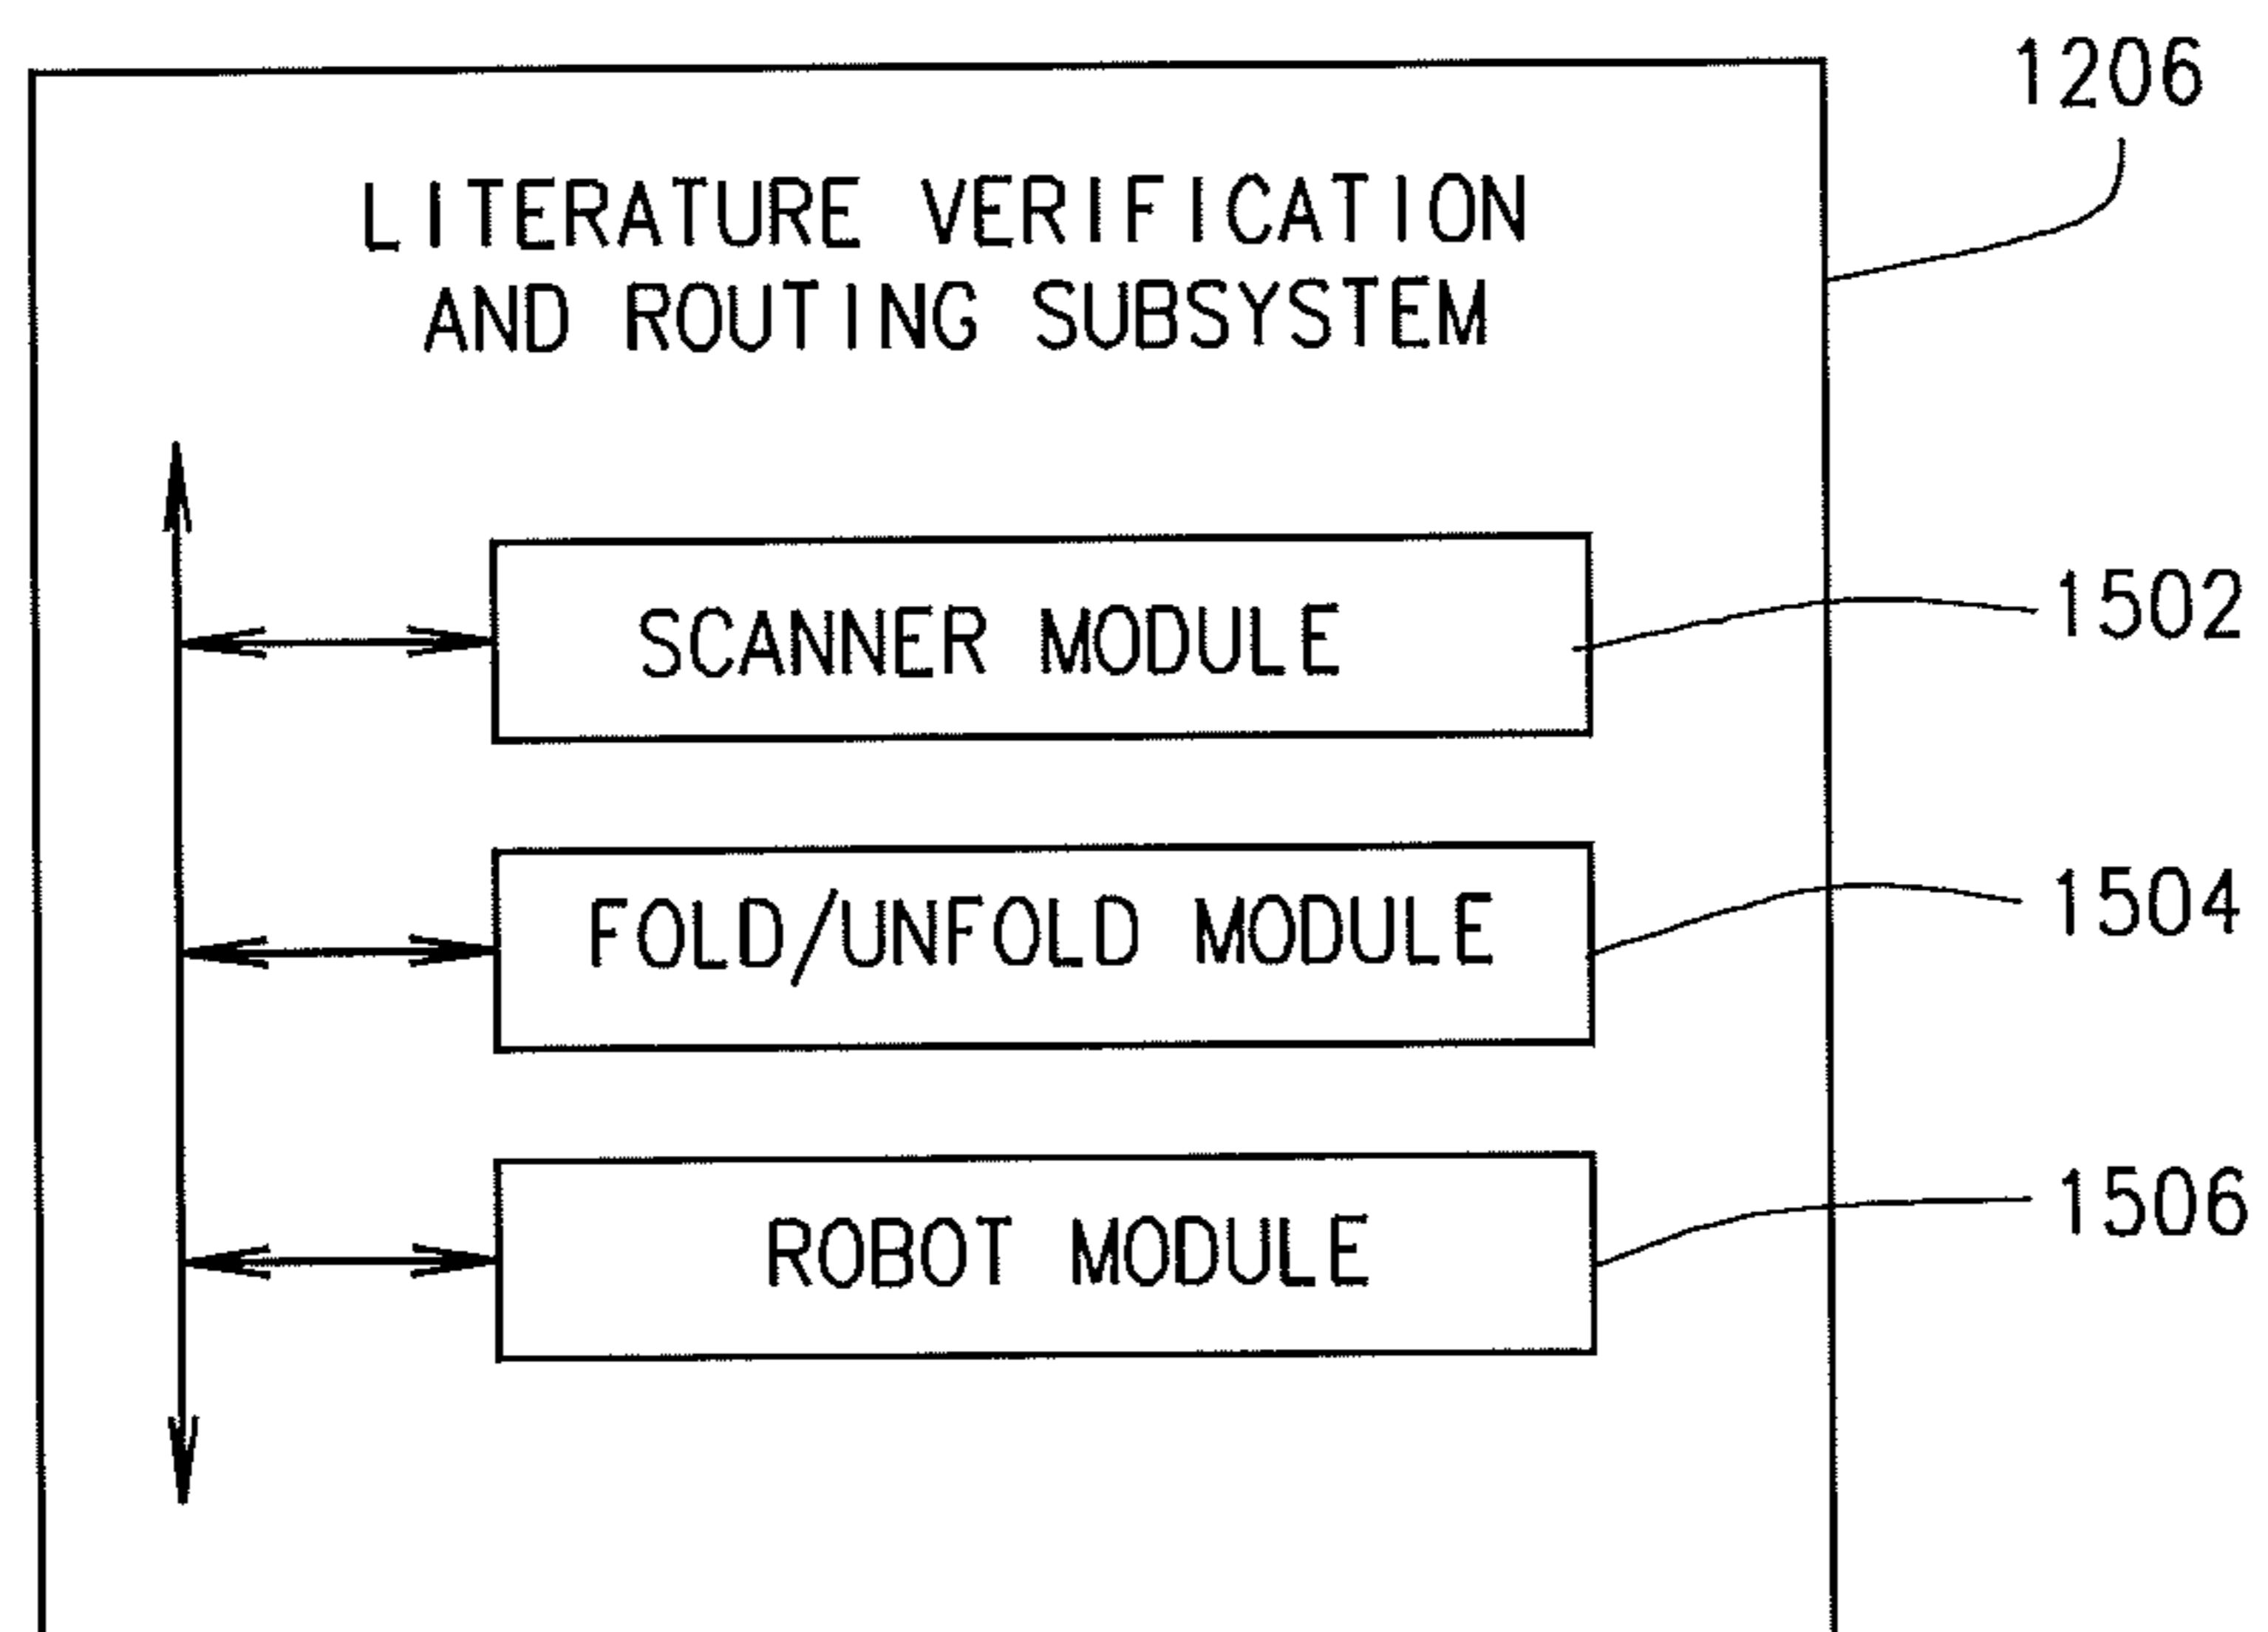 1206
LITERATURE VERIFICATION
AND ROUTING SUBSYSTEM
SCANNER MODULE
1502
FOLD/UNFOLD MODULE
1504
ROBOT MODULE
1506